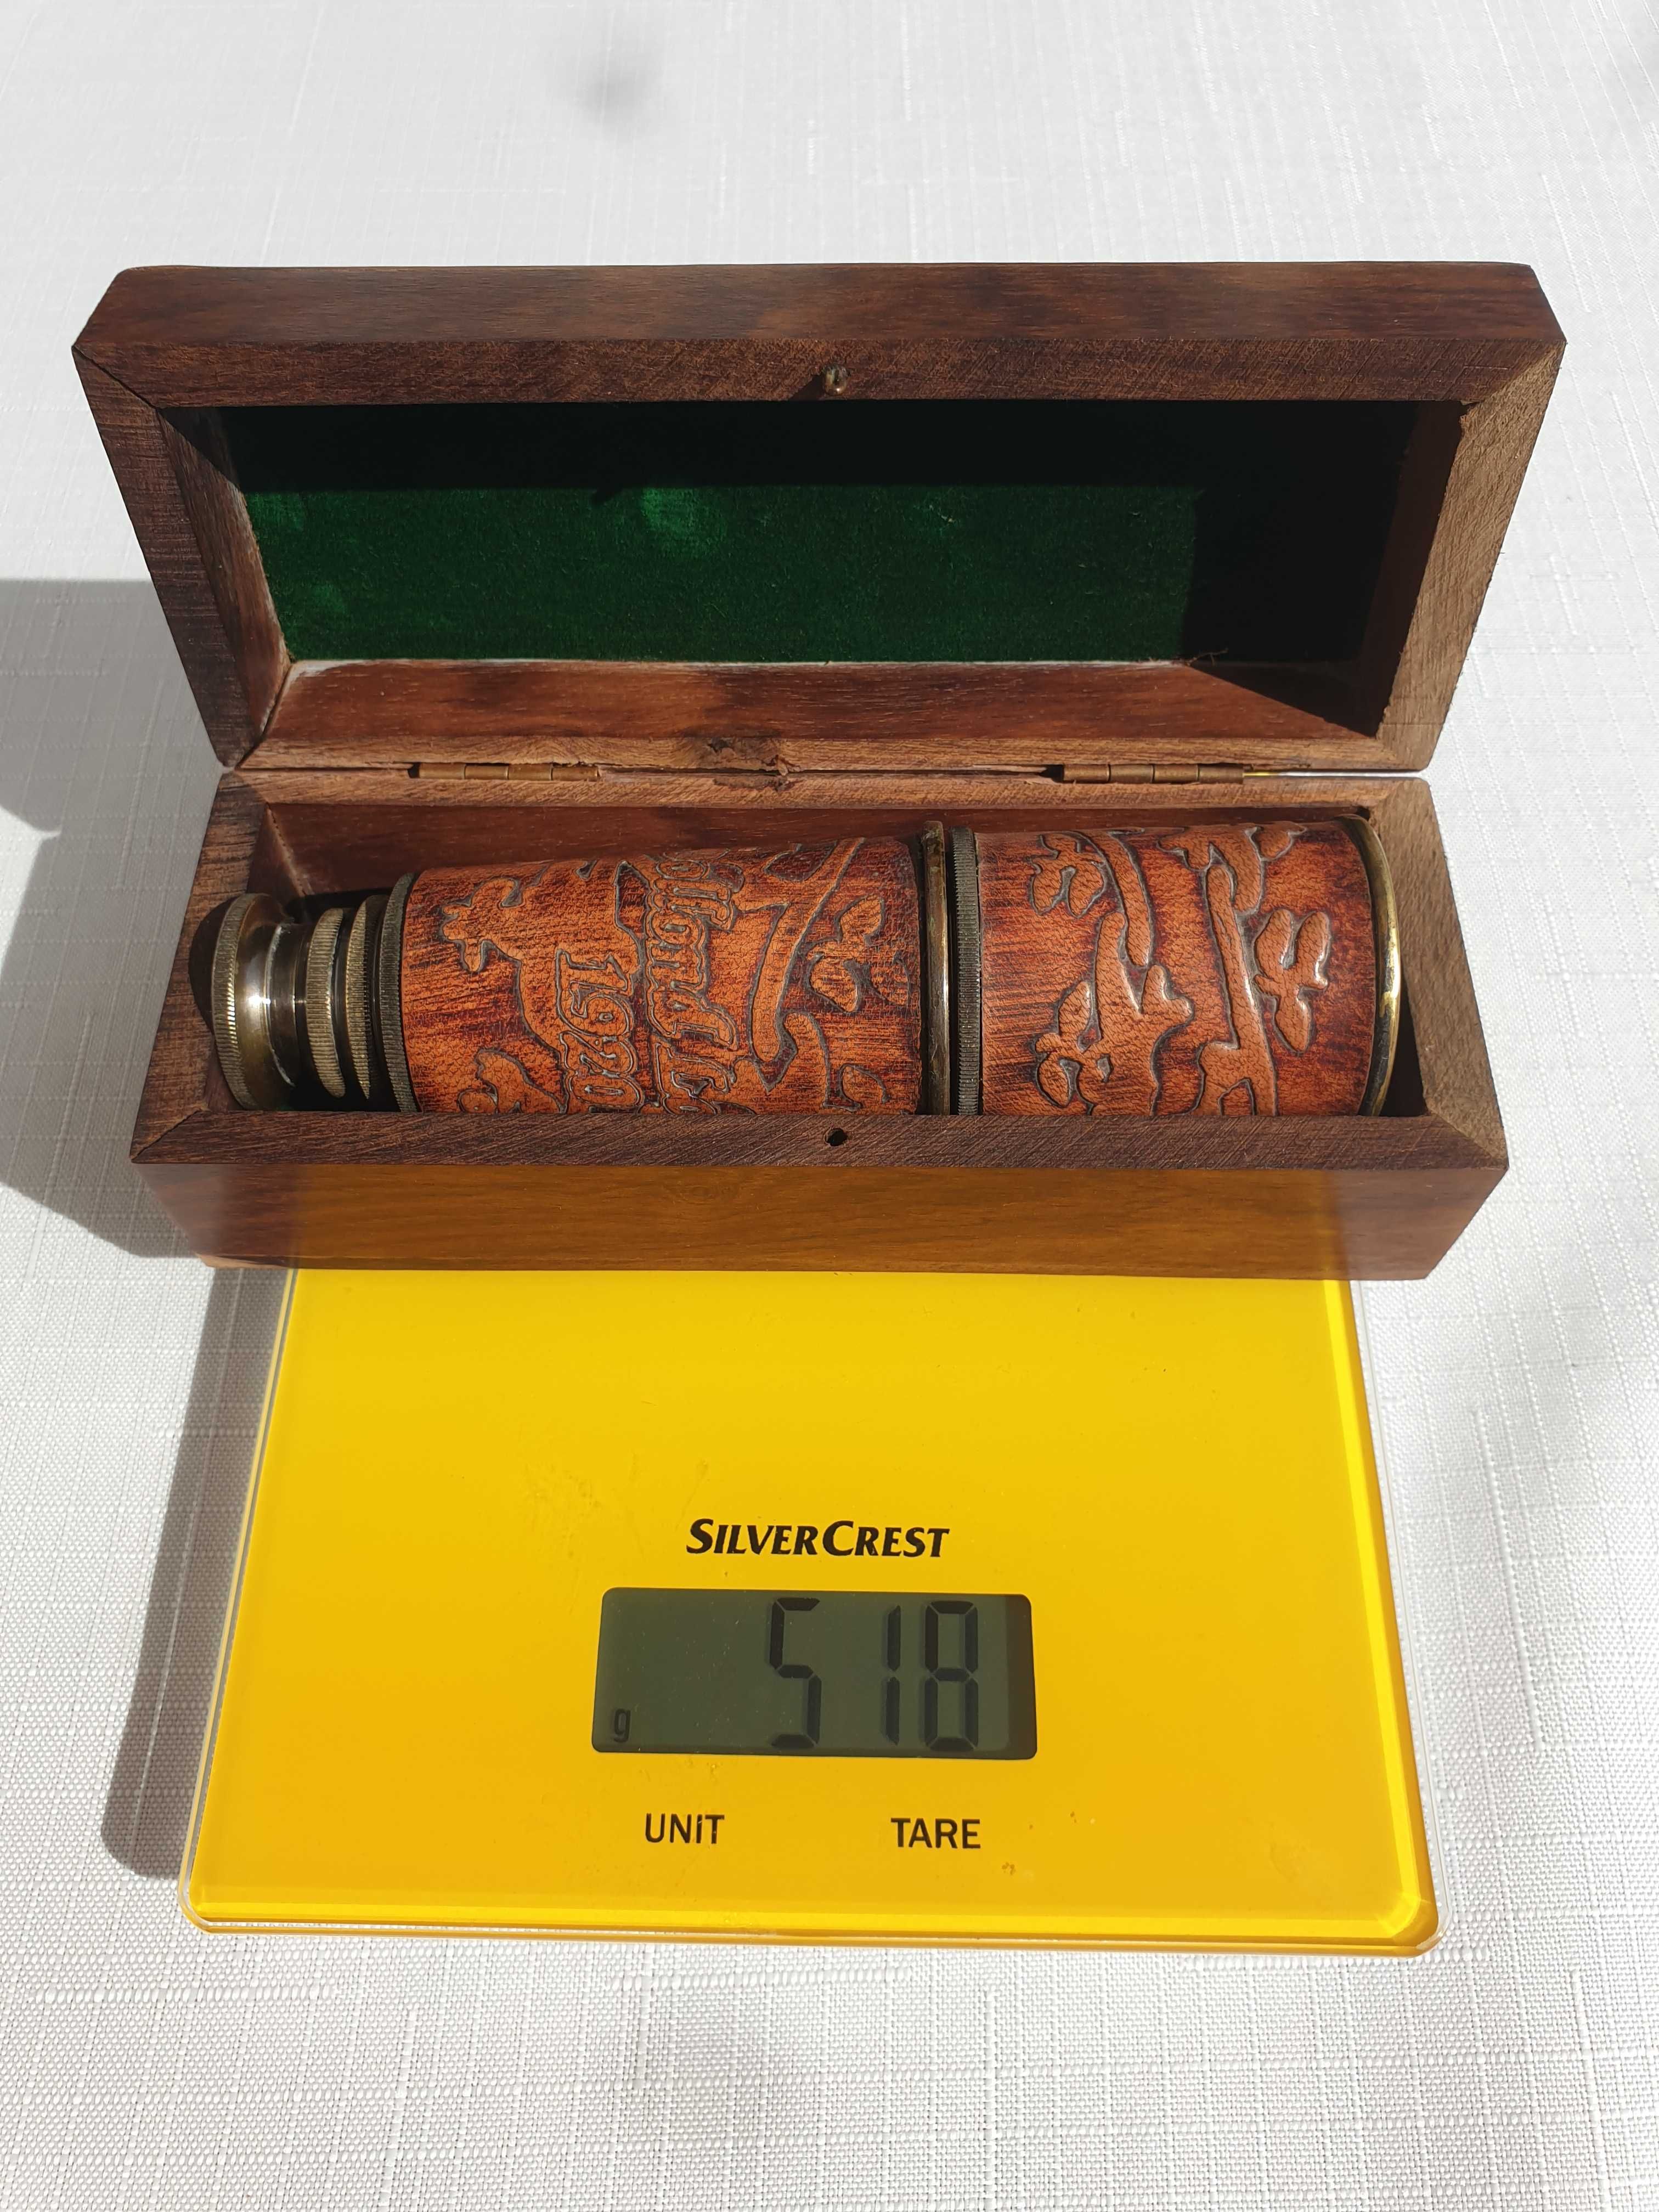 1920
SILVERCREST
518
g
UNIT
TARE